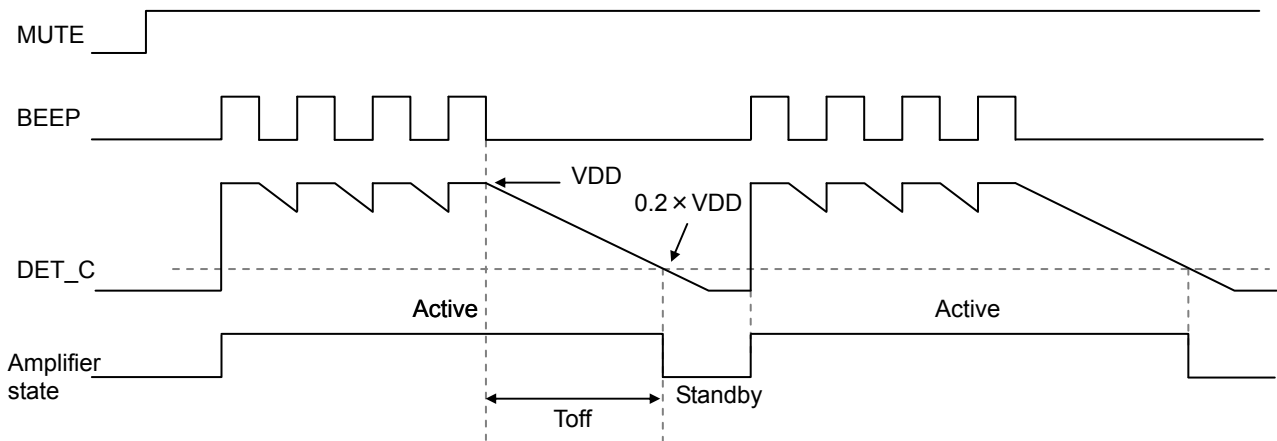 MUTE
BEEP
VDD
0.2×VDD
DET_C
Active
Active
Amplifier
state
Standby
Toff